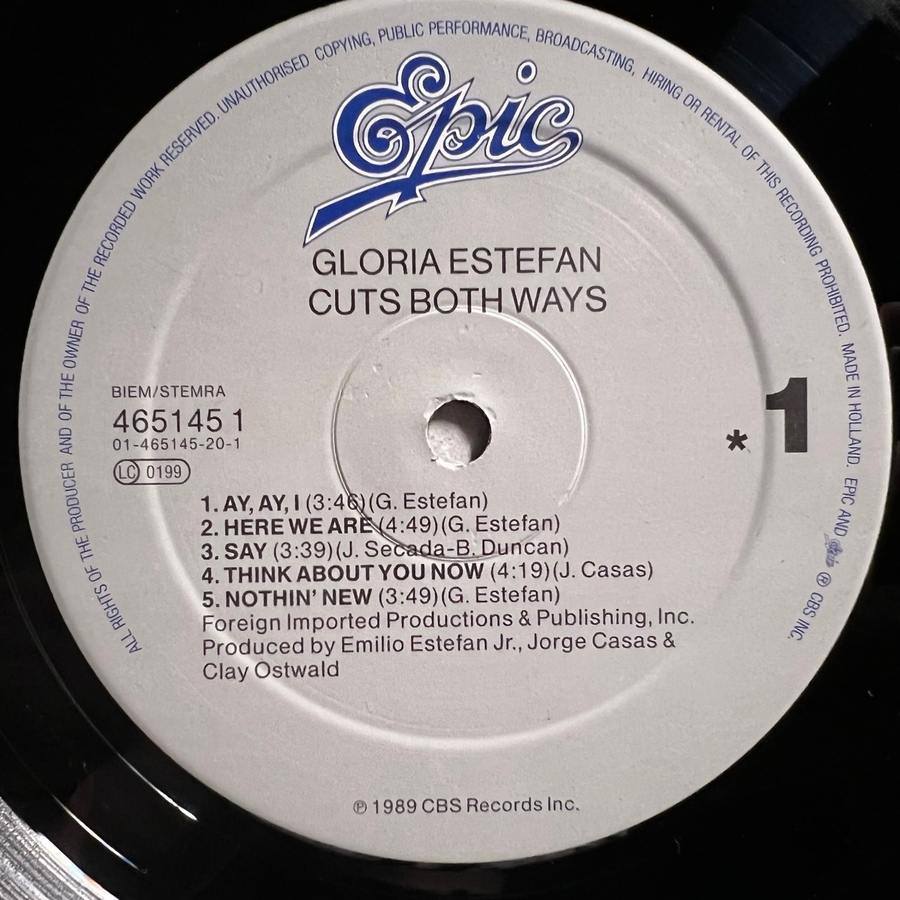 ALL RIGHTS OF THE PRODUCER AND OF THE OWNER OF THE RECORDED WORK RESERVED. UNAUTHORISED COPYING, PUBLIC PERFORMANCE, BROADCASTING, HIRING OR RENTAL OF THIS RECORDING PROHIBITED. MADE IN HOLLAND. EPIC AND Epic ® CBS INC.
Epic
GLORIA ESTEFAN
CUTS BOTH WAYS
BIEM/STEMRA
465145 1
01-465145-20-1
LC 0199
* 1
1. AY, AY, I (3:46)(G. Estefan)
2. HERE WE ARE (4:49)(G. Estefan)
3. SAY (3:39)(J. Secada-B. Duncan)
4. THINK ABOUT YOU NOW (4:19)(J. Casas)
5. NOTHIN' NEW (3:49)(G. Estefan)
Foreign Imported Productions & Publishing, Inc.
Produced by Emilio Estefan Jr., Jorge Casas &
Clay Ostwald
℗ 1989 CBS Records Inc.